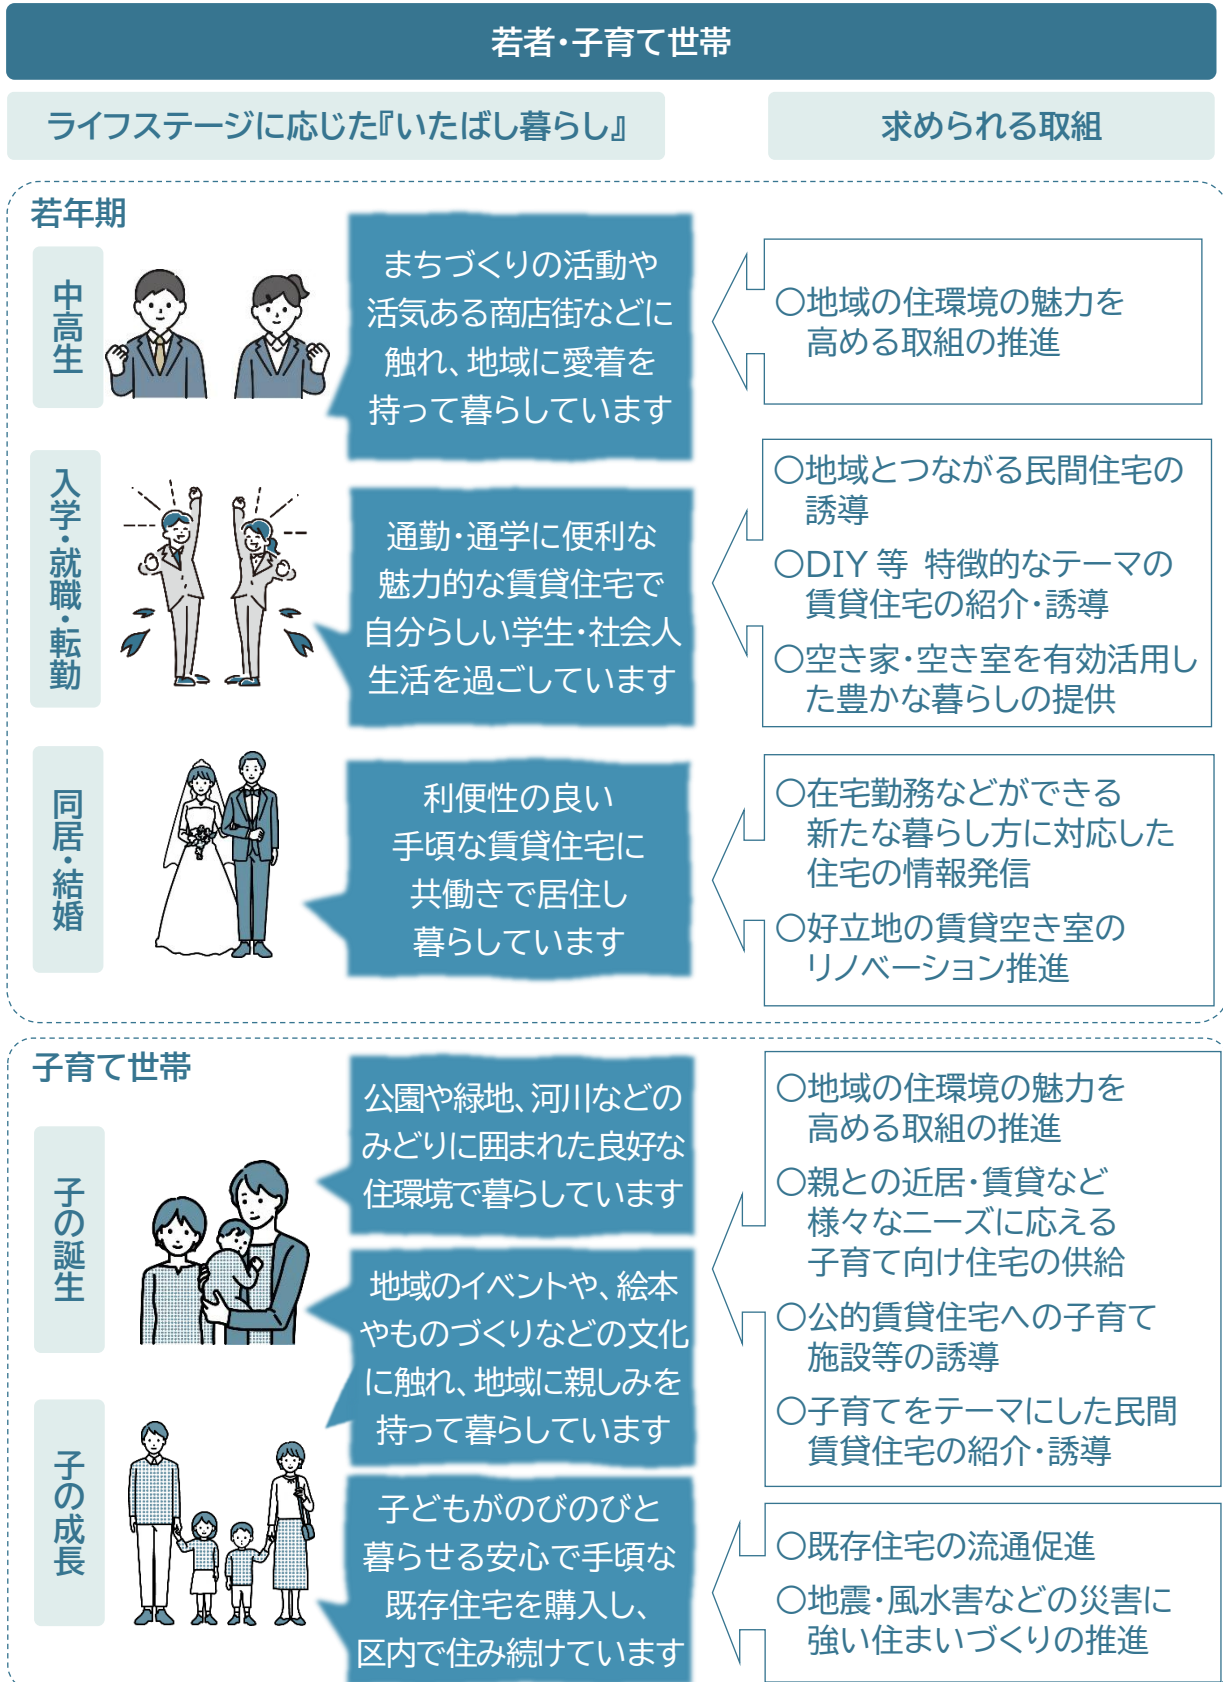 若者・子育て世帯
ライフステージに応じた『いたばし暮らし』
求められる取組
若年期
中高生
まちづくりの活動や
活気ある商店街などに
触れ、地域に愛着を
持って暮らしています
○地域の住環境の魅力を
高める取組の推進
入学・就職・転勤
通勤・通学に便利な
魅力的な賃貸住宅で
自分らしい学生・社会人
生活を過ごしています
○地域とつながる民間住宅の
誘導
○DIY 等 特徴的なテーマの
賃貸住宅の紹介・誘導
○空き家・空き室を有効活用し
た豊かな暮らしの提供
同居・結婚
利便性の良い
手頃な賃貸住宅に
共働きで居住し
暮らしています
○在宅勤務などができる
新たな暮らし方に対応した
住宅の情報発信
○好立地の賃貸空き室の
リノベーション推進
子育て世帯
子の誕生
公園や緑地、河川などの
みどりに囲まれた良好な
住環境で暮らしています
地域のイベントや、絵本
やものづくりなどの文化
に触れ、地域に親しみを
持って暮らしています
○地域の住環境の魅力を
高める取組の推進
○親との近居・賃貸など
様々なニーズに応える
子育て向け住宅の供給
○公的賃貸住宅への子育て
施設等の誘導
○子育てをテーマにした民間
賃貸住宅の紹介・誘導
子の成長
子どもがのびのびと
暮らせる安心で手頃な
既存住宅を購入し、
区内で住み続けています
○既存住宅の流通促進
○地震・風水害などの災害に
強い住まいづくりの推進